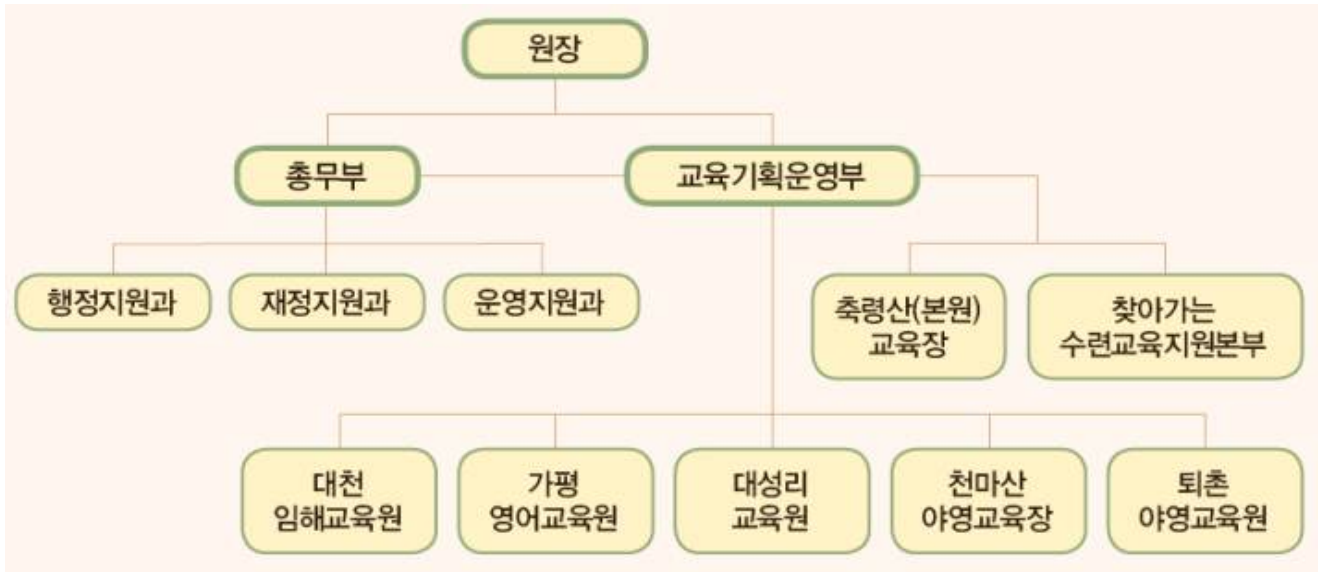 원장
총무부
교육기획운영부
행정지원과
재정지원과
운영지원과
축령산(본원)
교육장
찾아가는
수련교육지원본부
대천
임해교육원
가평
영어교육원
대성리
교육원
천마산
야영교육장
퇴촌
야영교육원